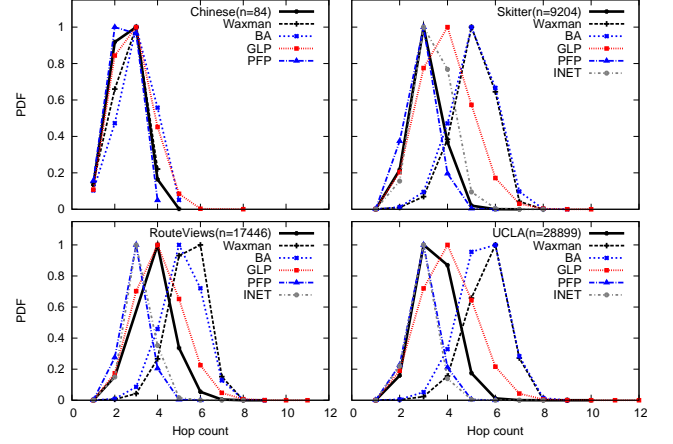 Chinese(n=84)
Waxman
BA
GLP
PFP
PDF
1
0.8
0.6
0.4
0.2
0
Skitter(n=9204)
Waxman
BA
GLP
PFP
INET
RouteViews(n=17446)
Waxman
BA
GLP
PFP
INET
PDF
1
0.8
0.6
0.4
0.2
0
0 2 4 6 8 10 12
Hop count
UCLA(n=28899)
Waxman
BA
GLP
PFP
INET
0 2 4 6 8 10 12
Hop count